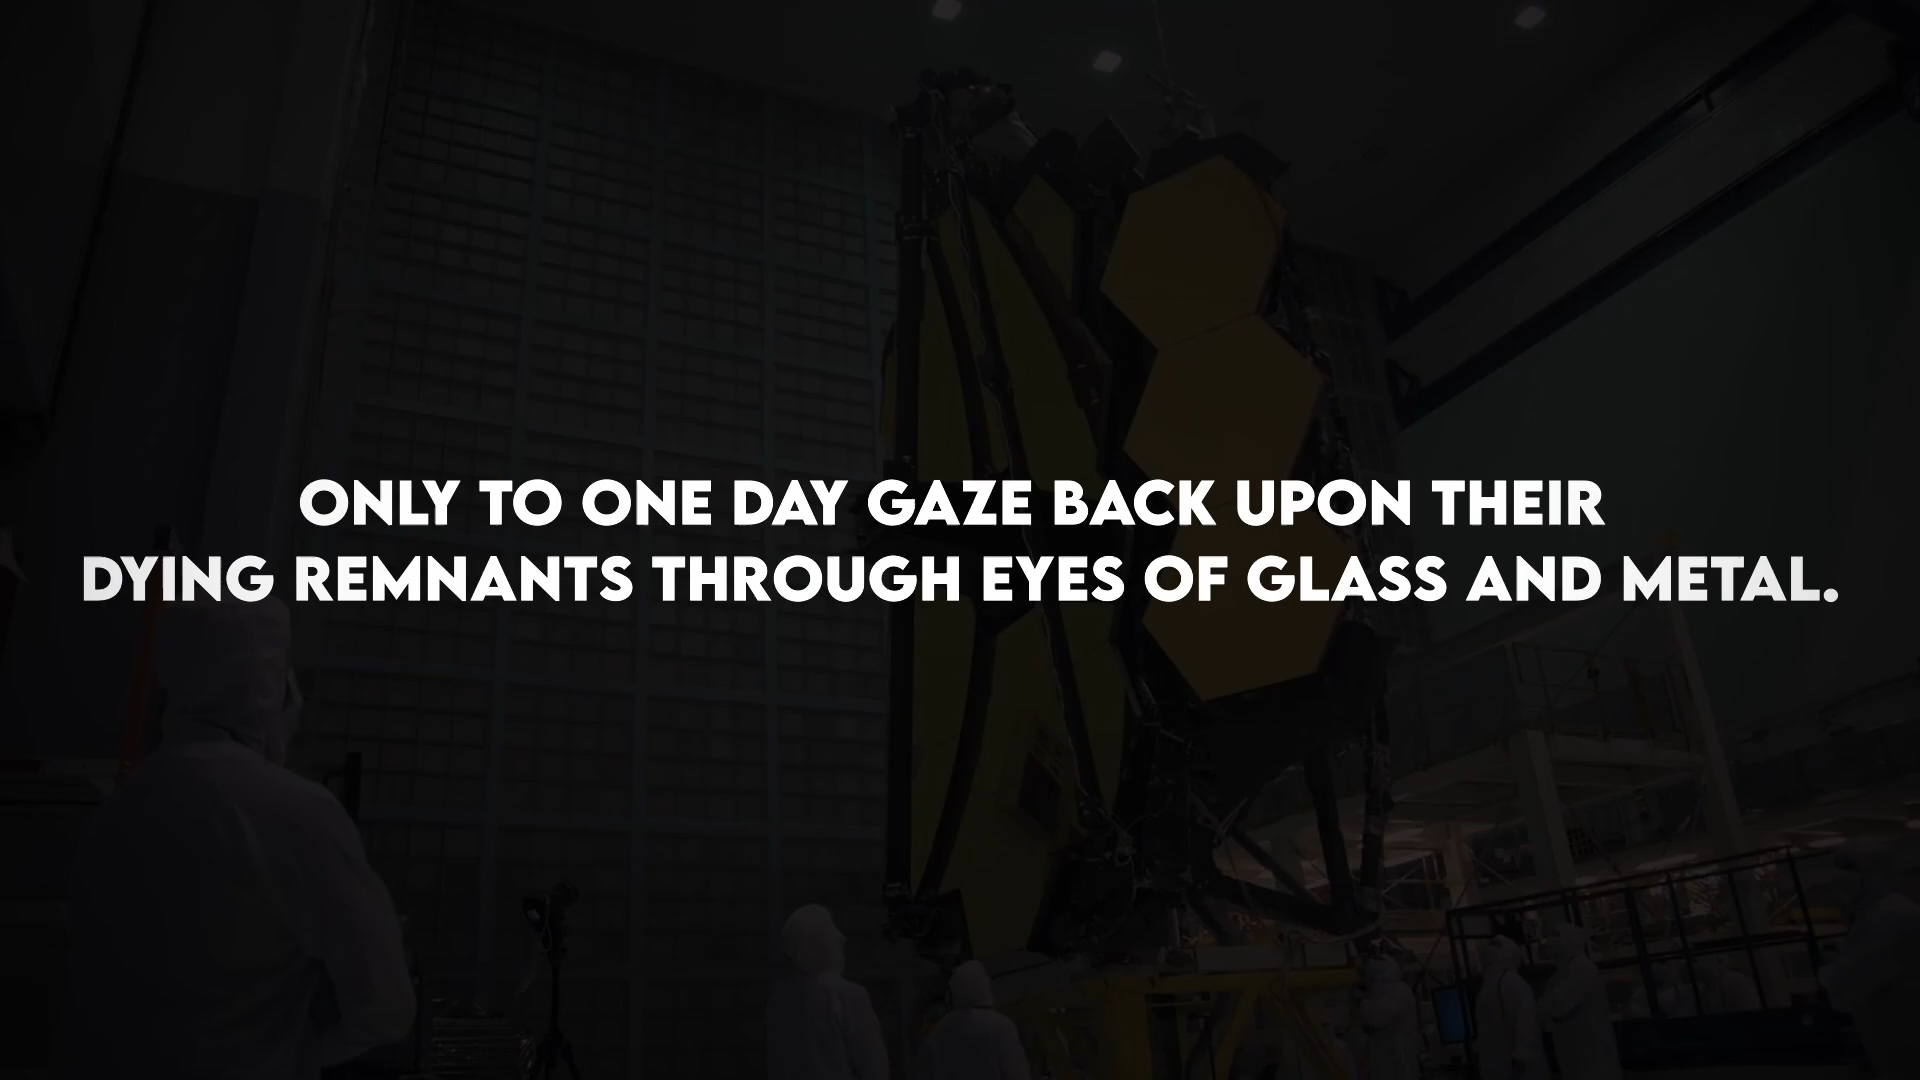 ONLY TO ONE DAY GAZE BACK UPON THEIR
DYING REMNANTS THROUGH EYES OF GLASS AND METAL.